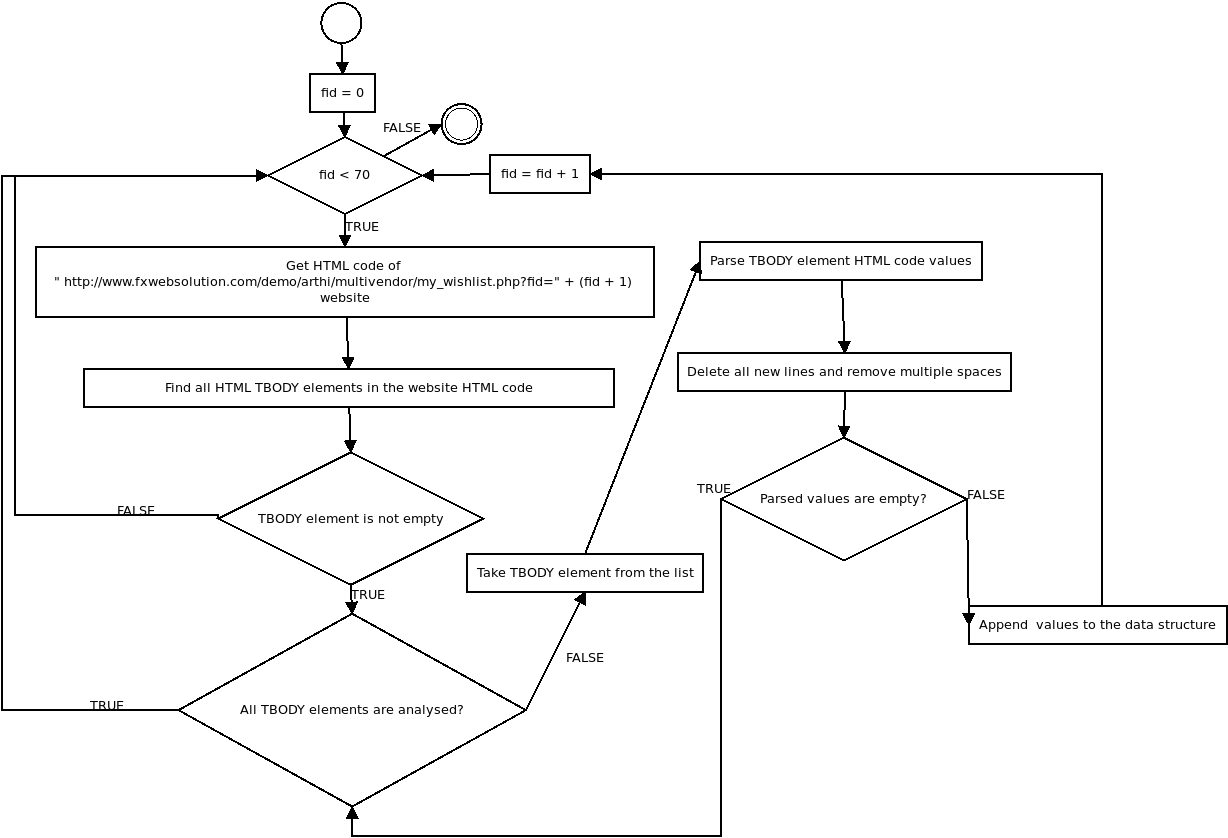 fid = 0
FALSE
fid < 70
fid = fid + 1
TRUE
Get HTML code of
" http://www.fxwebsolution.com/demo/arthi/multivendor/my_wishlist.php?fid=" + (fid + 1)
website
Find all HTML TBODY elements in the website HTML code
FALSE
TBODY element is not empty
TRUE
All TBODY elements are analysed?
TRUE
FALSE
Take TBODY element from the list
Parse TBODY element HTML code values
Delete all new lines and remove multiple spaces
TRUE
Parsed values are empty?
FALSE
Append  values to the data structure